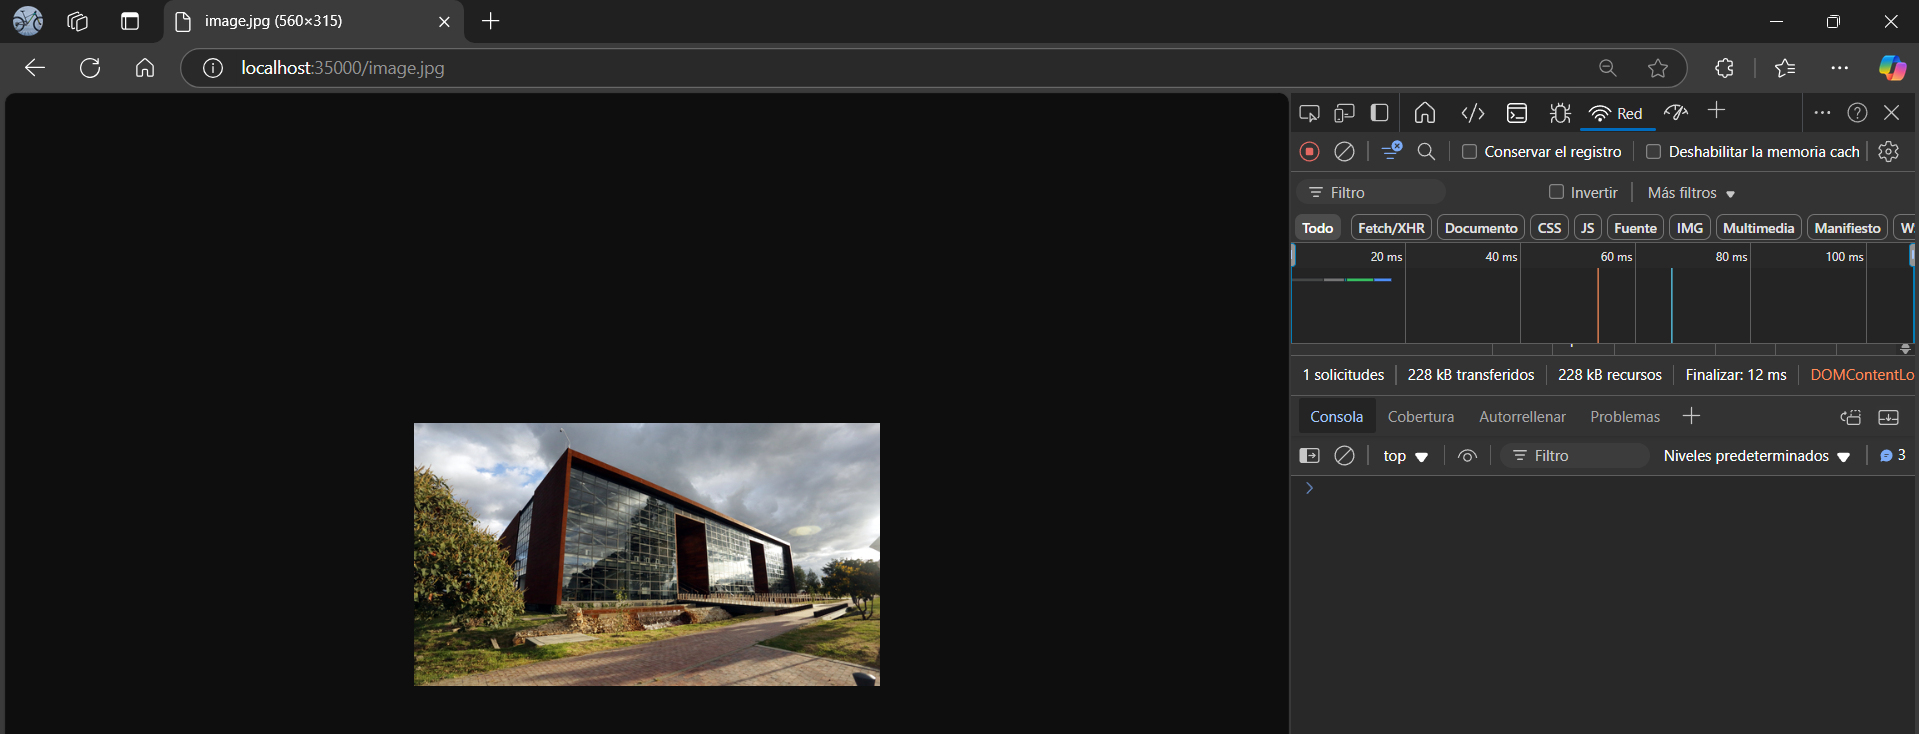 image.jpg (560×315)
localhost:35000/image.jpg
Red
Conservar el registro
Deshabilitar la memoria cach
Filtro
Invertir
Más filtros
Todo Fetch/XHR Documento CSS JS Fuente IMG Multimedia Manifiesto W
20 ms 40 ms 60 ms 80 ms 100 ms
1 solicitudes 228 kB transferidos 228 kB recursos Finalizar: 12 ms DOMContentLo
Consola Cobertura Autorrellenar Problemas
top Filtro Niveles predeterminados 3